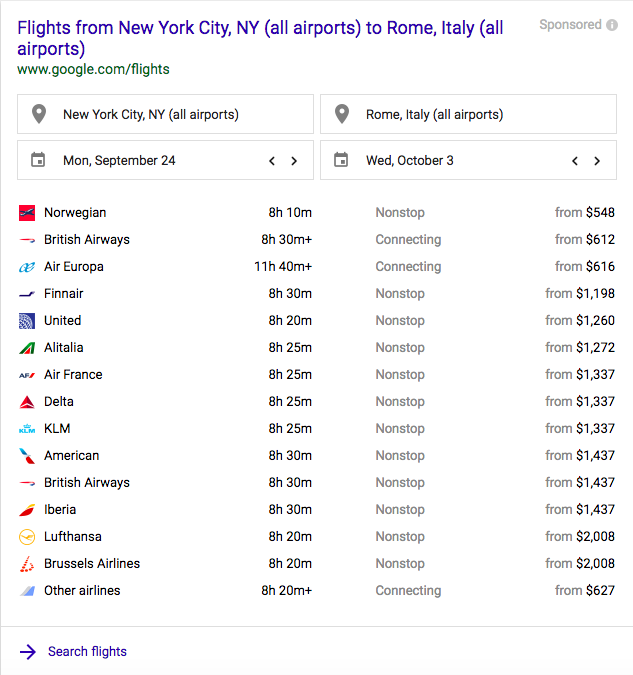 Flights from New York City, NY (all airports) to Rome, Italy (all airports)
Sponsored
www.google.com/flights
New York City, NY (all airports) Rome, Italy (all airports)
Mon, September 24 < > Wed, October 3 < >
Norwegian 8h 10m Nonstop from $548
British Airways 8h 30m+ Connecting from $612
Air Europa 11h 40m+ Connecting from $616
Finnair 8h 30m Nonstop from $1,198
United 8h 20m Nonstop from $1,260
Alitalia 8h 25m Nonstop from $1,272
AF Air France 8h 25m Nonstop from $1,337
Delta 8h 25m Nonstop from $1,337
KLM KLM 8h 25m Nonstop from $1,337
American 8h 30m Nonstop from $1,437
British Airways 8h 30m Nonstop from $1,437
Iberia 8h 30m Nonstop from $1,437
Lufthansa 8h 20m Nonstop from $2,008
Brussels Airlines 8h 20m Nonstop from $2,008
Other airlines 8h 20m+ Connecting from $627
Search flights